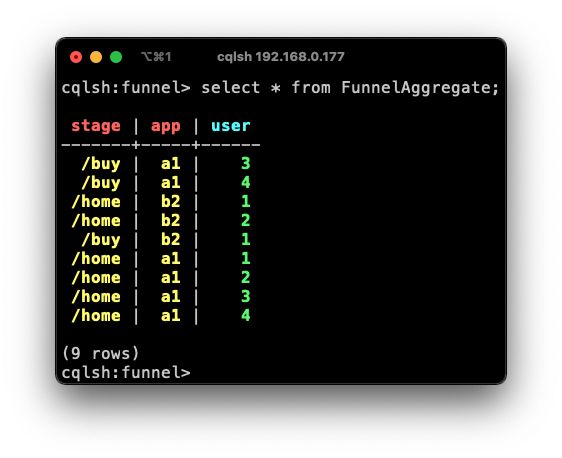 ⌥⌘1 cqlsh 192.168.0.177
cqlsh:funnel> select * from FunnelAggregate;
 stage | app | user
-------+-----+------
  /buy |  a1 |    3
  /buy |  a1 |    4
 /home |  b2 |    1
 /home |  b2 |    2
  /buy |  b2 |    1
 /home |  a1 |    1
 /home |  a1 |    2
 /home |  a1 |    3
 /home |  a1 |    4
(9 rows)
cqlsh:funnel>